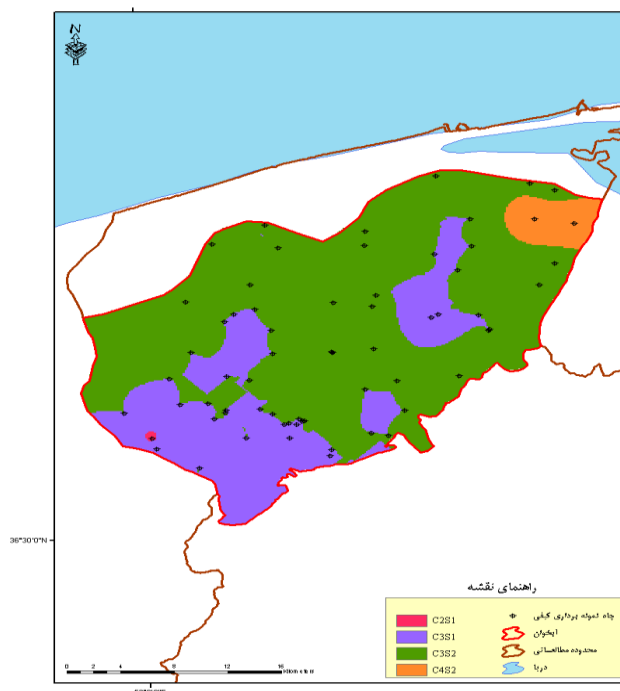 N
36°30'0"N
راهنمای نقشه
C2S1
C3S1
C3S2
C4S2
چاه نمونه برداری کیفی
آبخوان
محدوده مطالعاتی
دریا
0 2 4 8 12 16